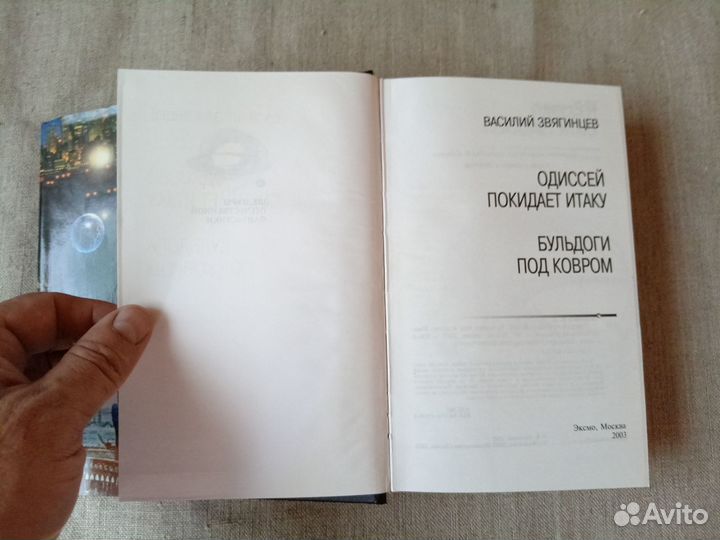 ВАСИЛИЙ ЗВЯГИНЦЕВ
ОДИССЕЙ
ПОКИДАЕТ ИТАКУ
БУЛЬДОГИ
ПОД КОВРОМ
Эксмо, Москва
2003
Avito